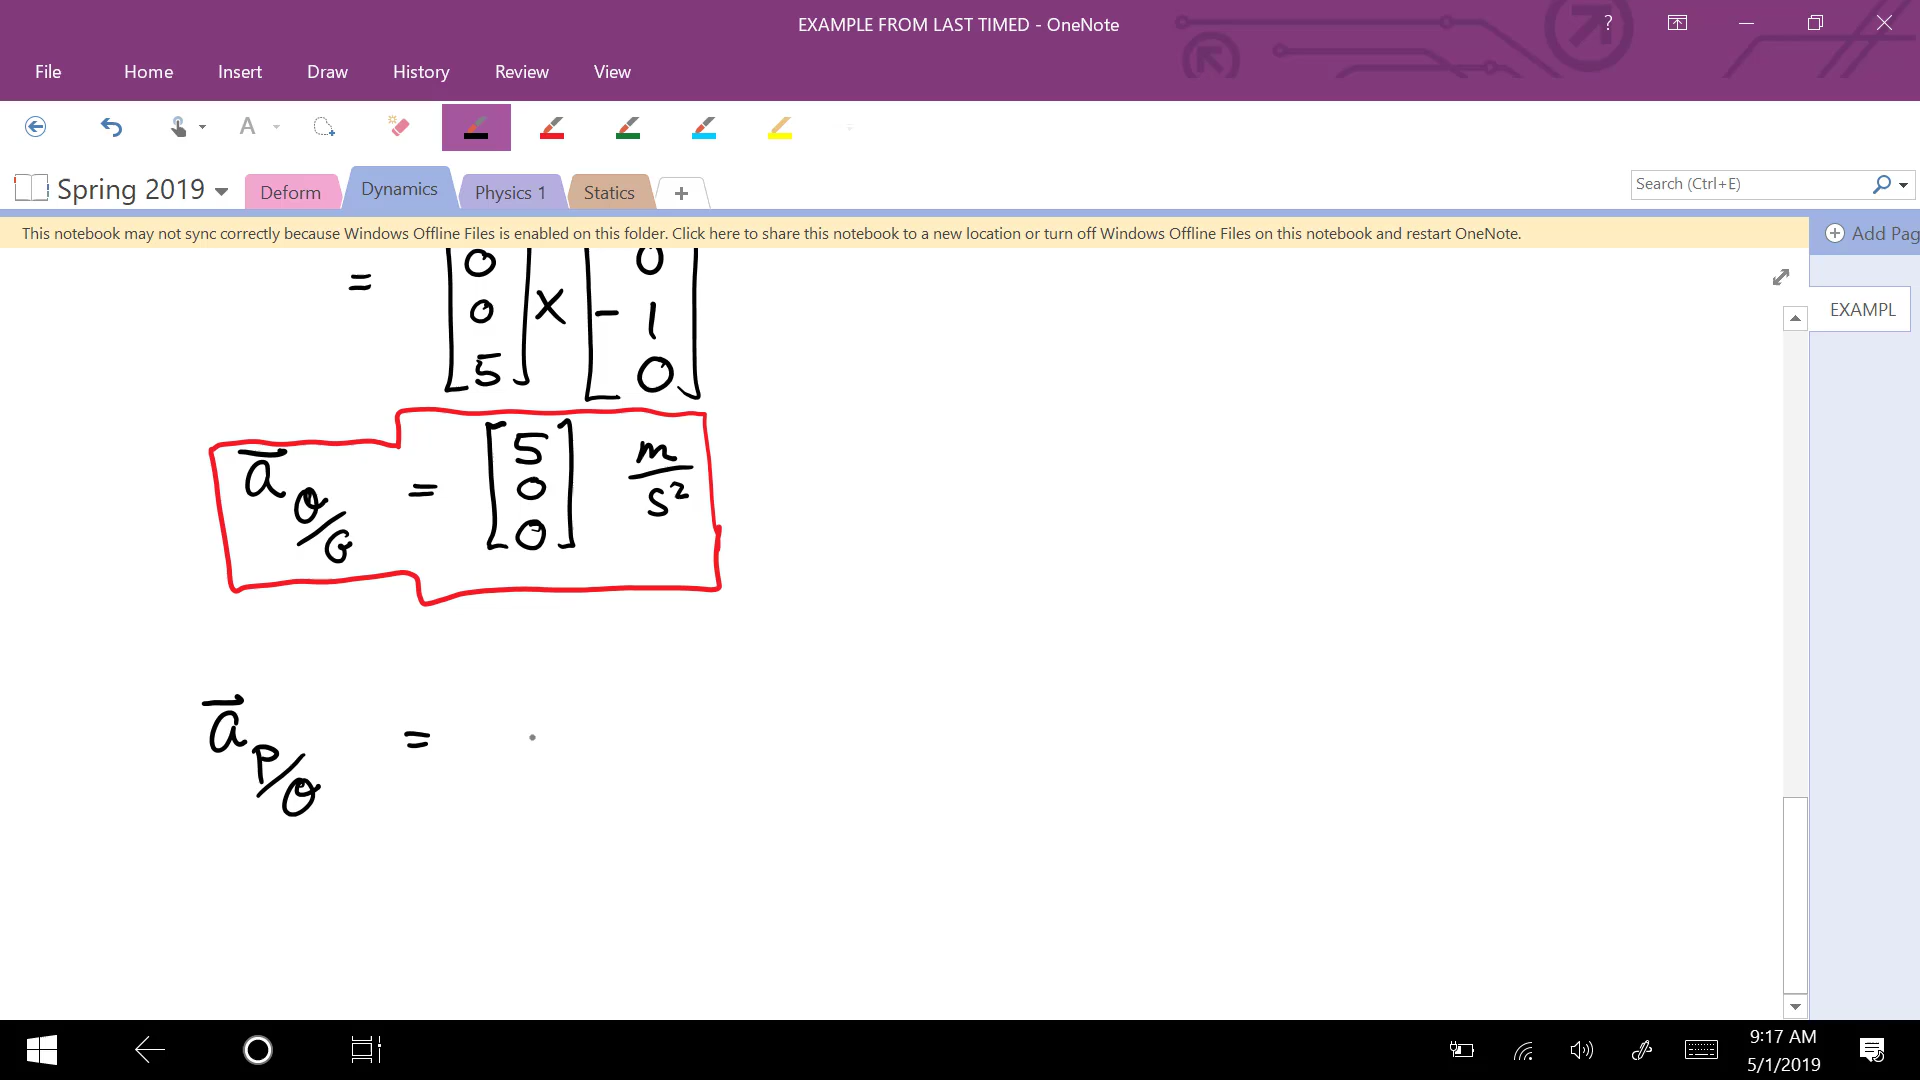 EXAMPLE FROM LAST TIMED - OneNote
?
File Home Insert Draw History Review View
A
Spring 2019 Deform Dynamics Physics 1 Statics +
Search (Ctrl+E)
This notebook may not sync correctly because Windows Offline Files is enabled on this folder. Click here to share this notebook to a new location or turn off Windows Offline Files on this notebook and restart OneNote.
Add Pag
EXAMPL
= [0 0 5] × [0 -1 0]
a O/G = [5 0 0] m/s²
a P/O =
9:17 AM
5/1/2019